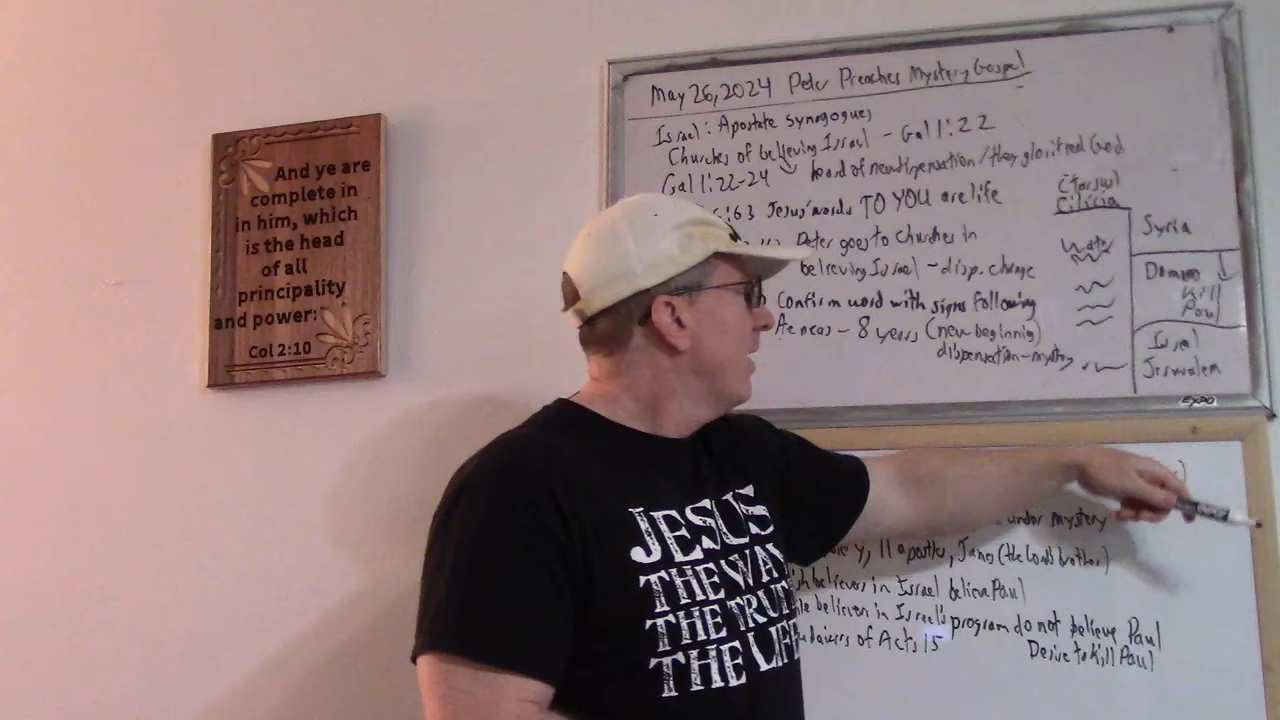 And ye are
complete in
in him, which
is the head
of all
principality
and power:
Col 2:10
May 26, 2024 Peter Preaches Mystery Gospel
Israel: Apostate synagogues
Churches of believing Israel - Gal 1:22
Gal 1:22-24 heard of new dispensation / they glorified God
6:63 Jesus' words TO YOU are life
Peter goes to churches in
believing Israel - disp. change
Confirm word with signs following
Aeneas - 8 years (new beginning)
dispensation-mystery
(Tarsus)
Cilicia
Water
Syria
Kill
Paul
Israel
Jerusalem
EXPO
under mystery
11 apostles, James (the Lord's brother)
believers in Israel believe Paul
believers in Israel's program do not believe Paul
of Acts 15
Desire to kill Paul
JESUS
THE WAY
THE TRUT
THE LIFE